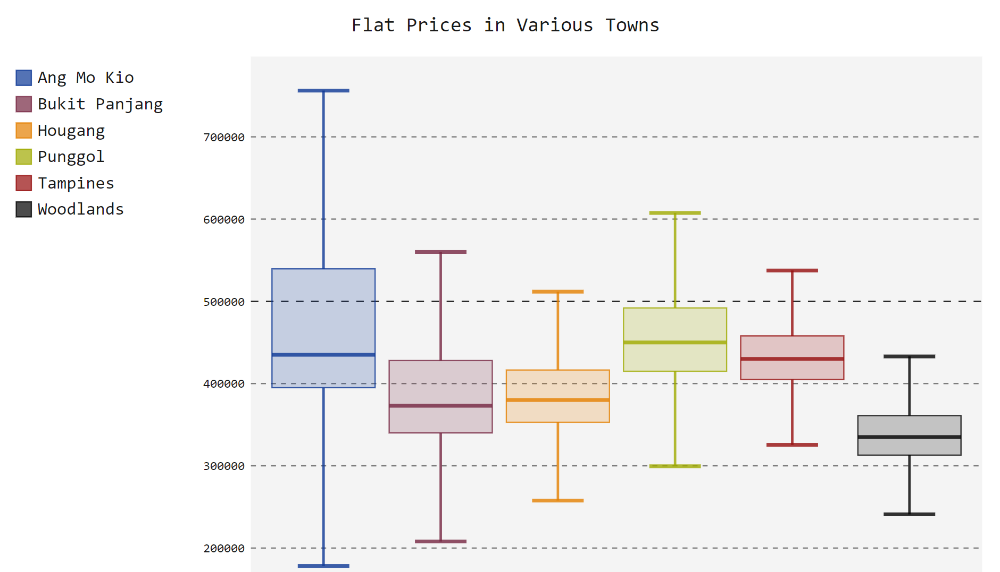 Flat Prices in Various Towns
Ang Mo Kio
Bukit Panjang
Hougang
Punggol
Tampines
Woodlands
700000
600000
500000
400000
300000
200000